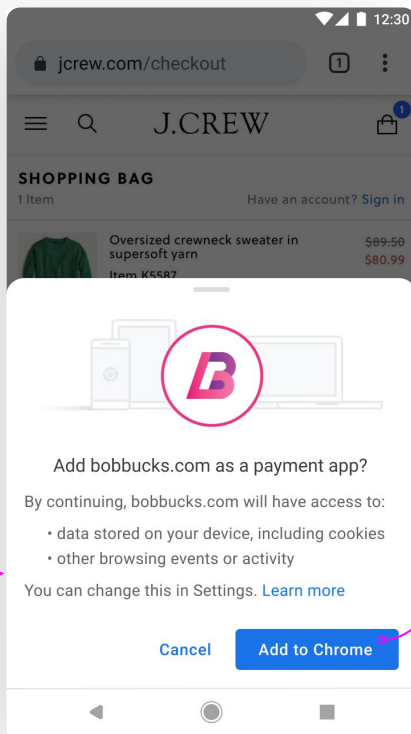 12:30
jcrew.com/checkout
1
1
J.CREW
SHOPPING BAG
1 Item
Have an account? Sign in
Oversized crewneck sweater in
$89.50
supersoft yarn
$80.99
Item K5587
B
Add bobbucks.com as a payment app?
By continuing, bobbucks.com will have access to:
• data stored on your device, including cookies
• other browsing events or activity
You can change this in Settings. Learn more
Cancel
Add to Chrome